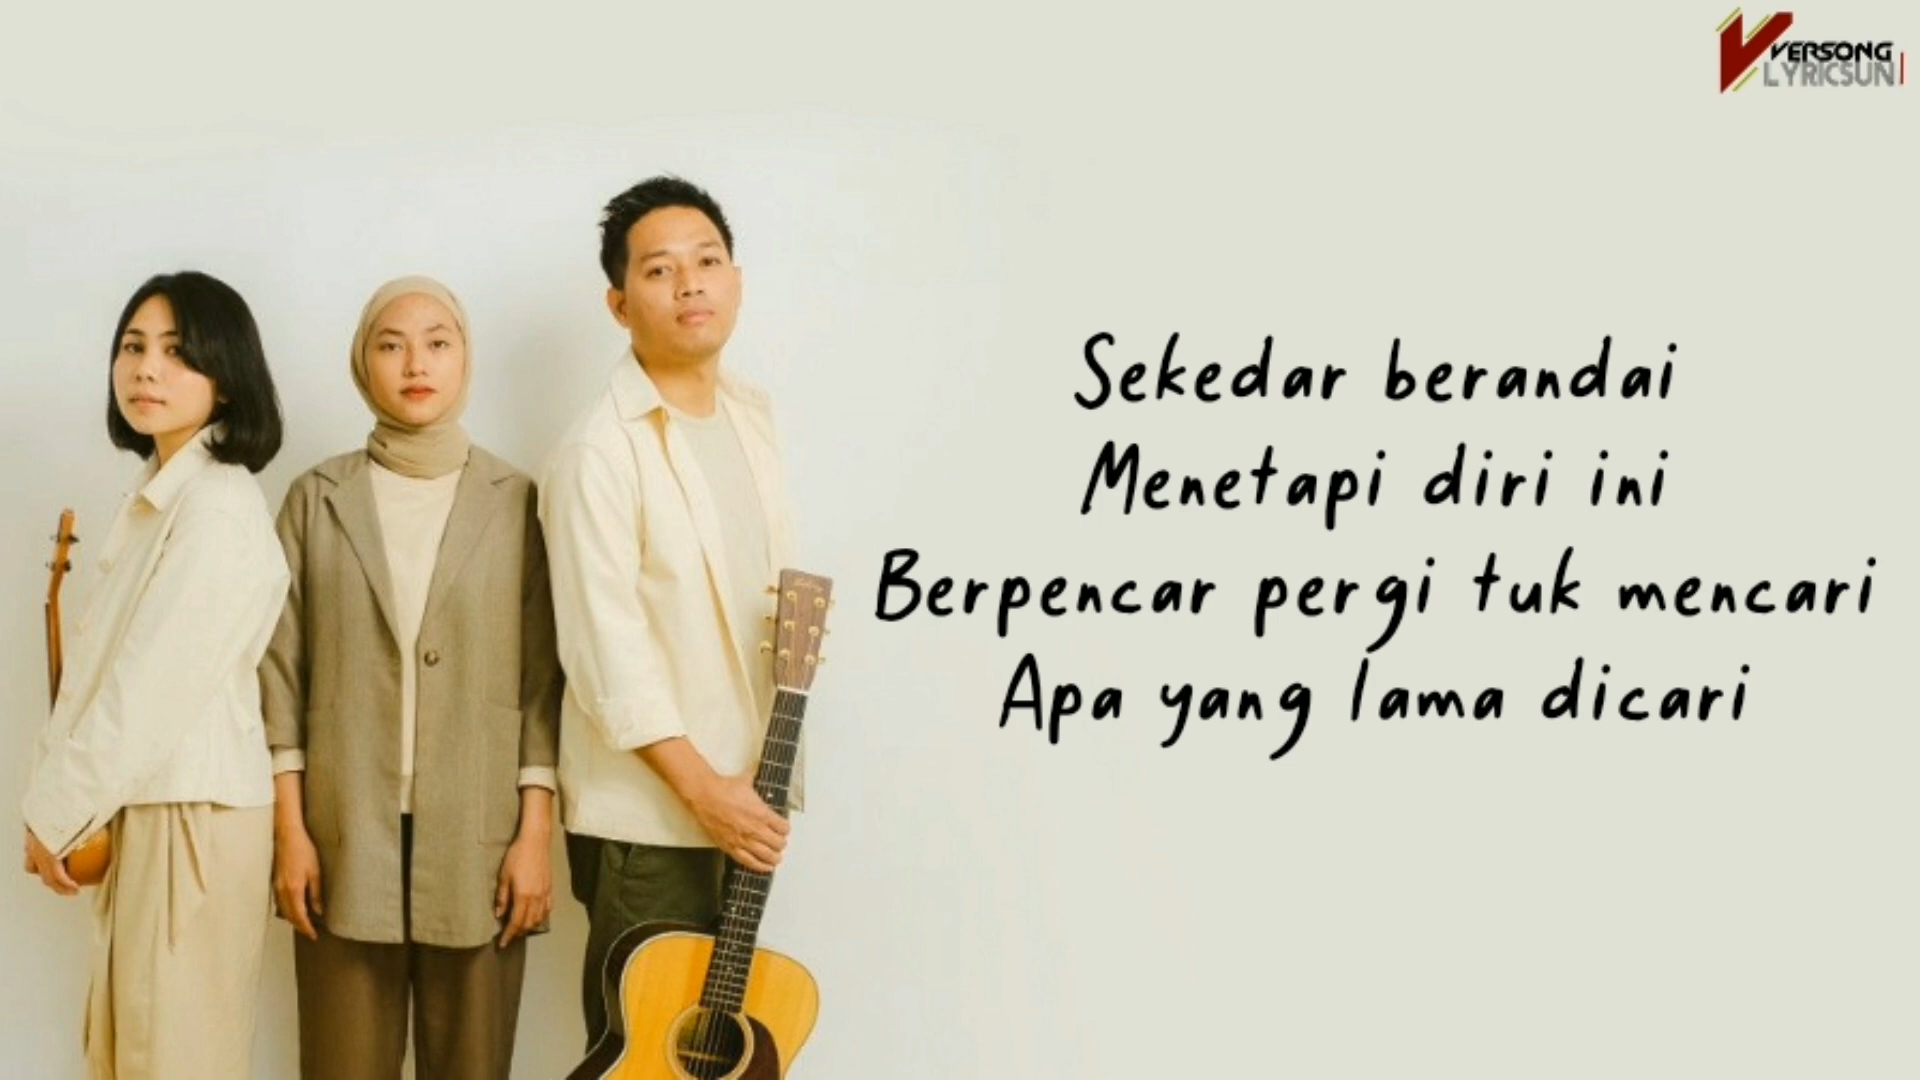 VERSONG
LYRICSUN
Sekedar berandai
Menetapi diri ini
Berpencar pergi tuk mencari
Apa yang lama dicari